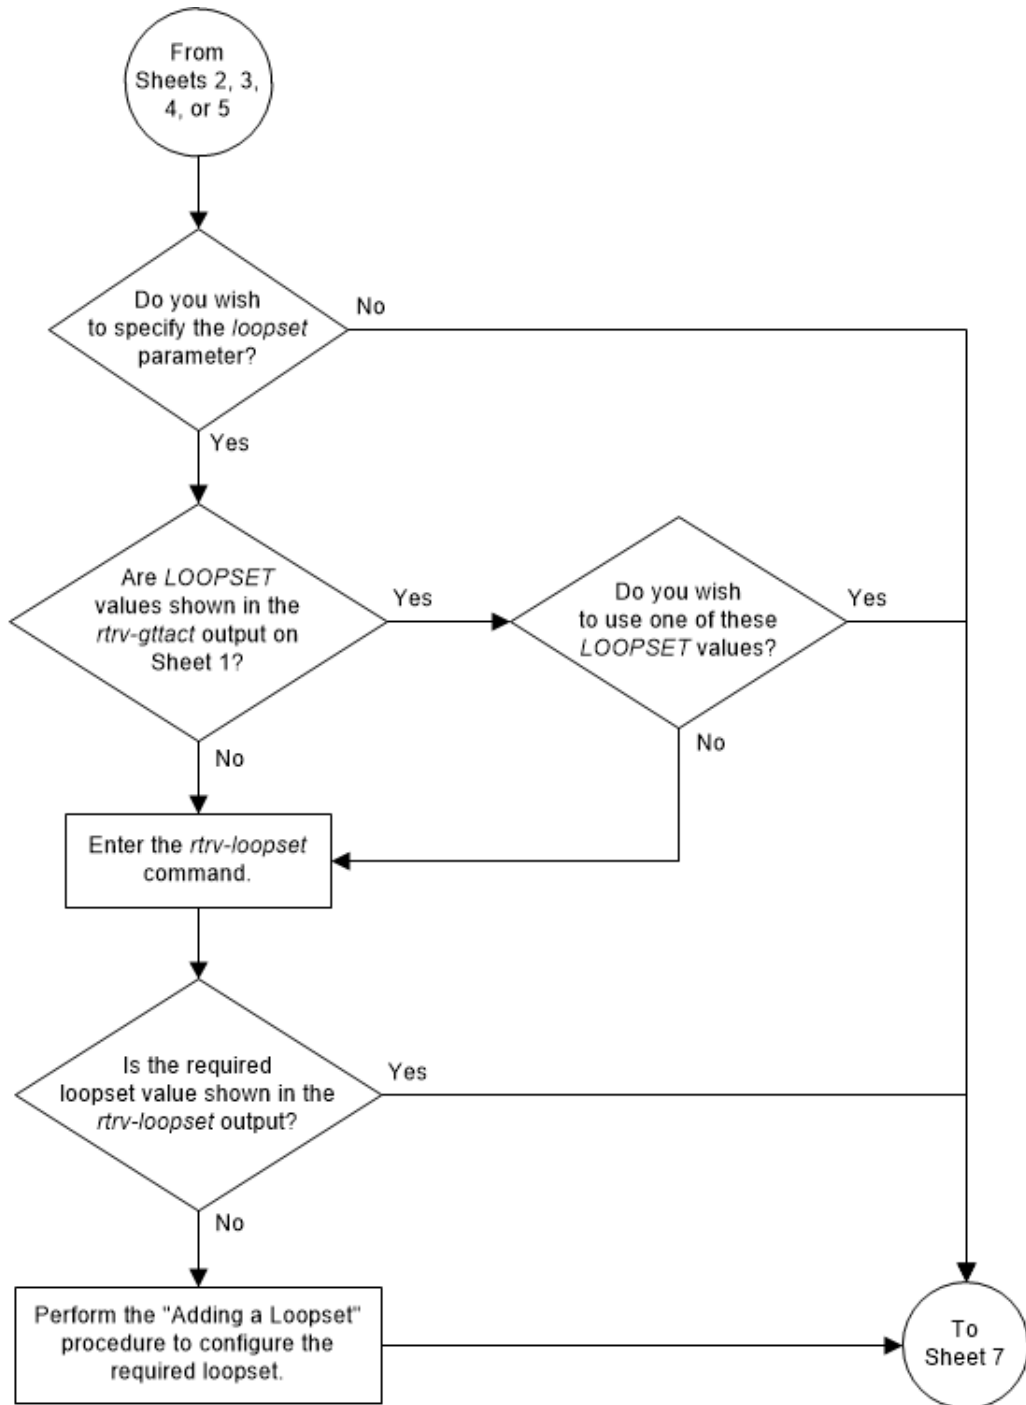 From
Sheets 2, 3,
4, or 5
Do you wish
to specify the loopset
parameter?
No
Yes
Are LOOPSET
values shown in the
rtrv-gttact output on
Sheet 1?
Yes
Do you wish
to use one of these
LOOPSET values?
Yes
No
No
Enter the rtrv-loopset
command.
Is the required
loopset value shown in the
rtrv-loopset output?
Yes
No
Perform the "Adding a Loopset"
procedure to configure the
required loopset.
To
Sheet 7